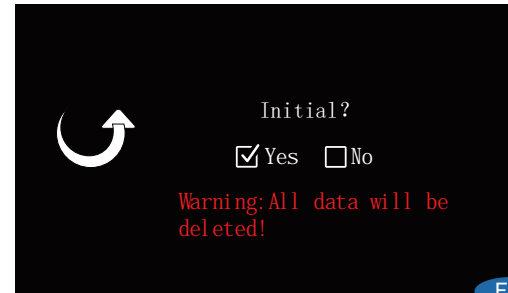 Initial?
Yes No
Warning:All data will be
deleted!
E